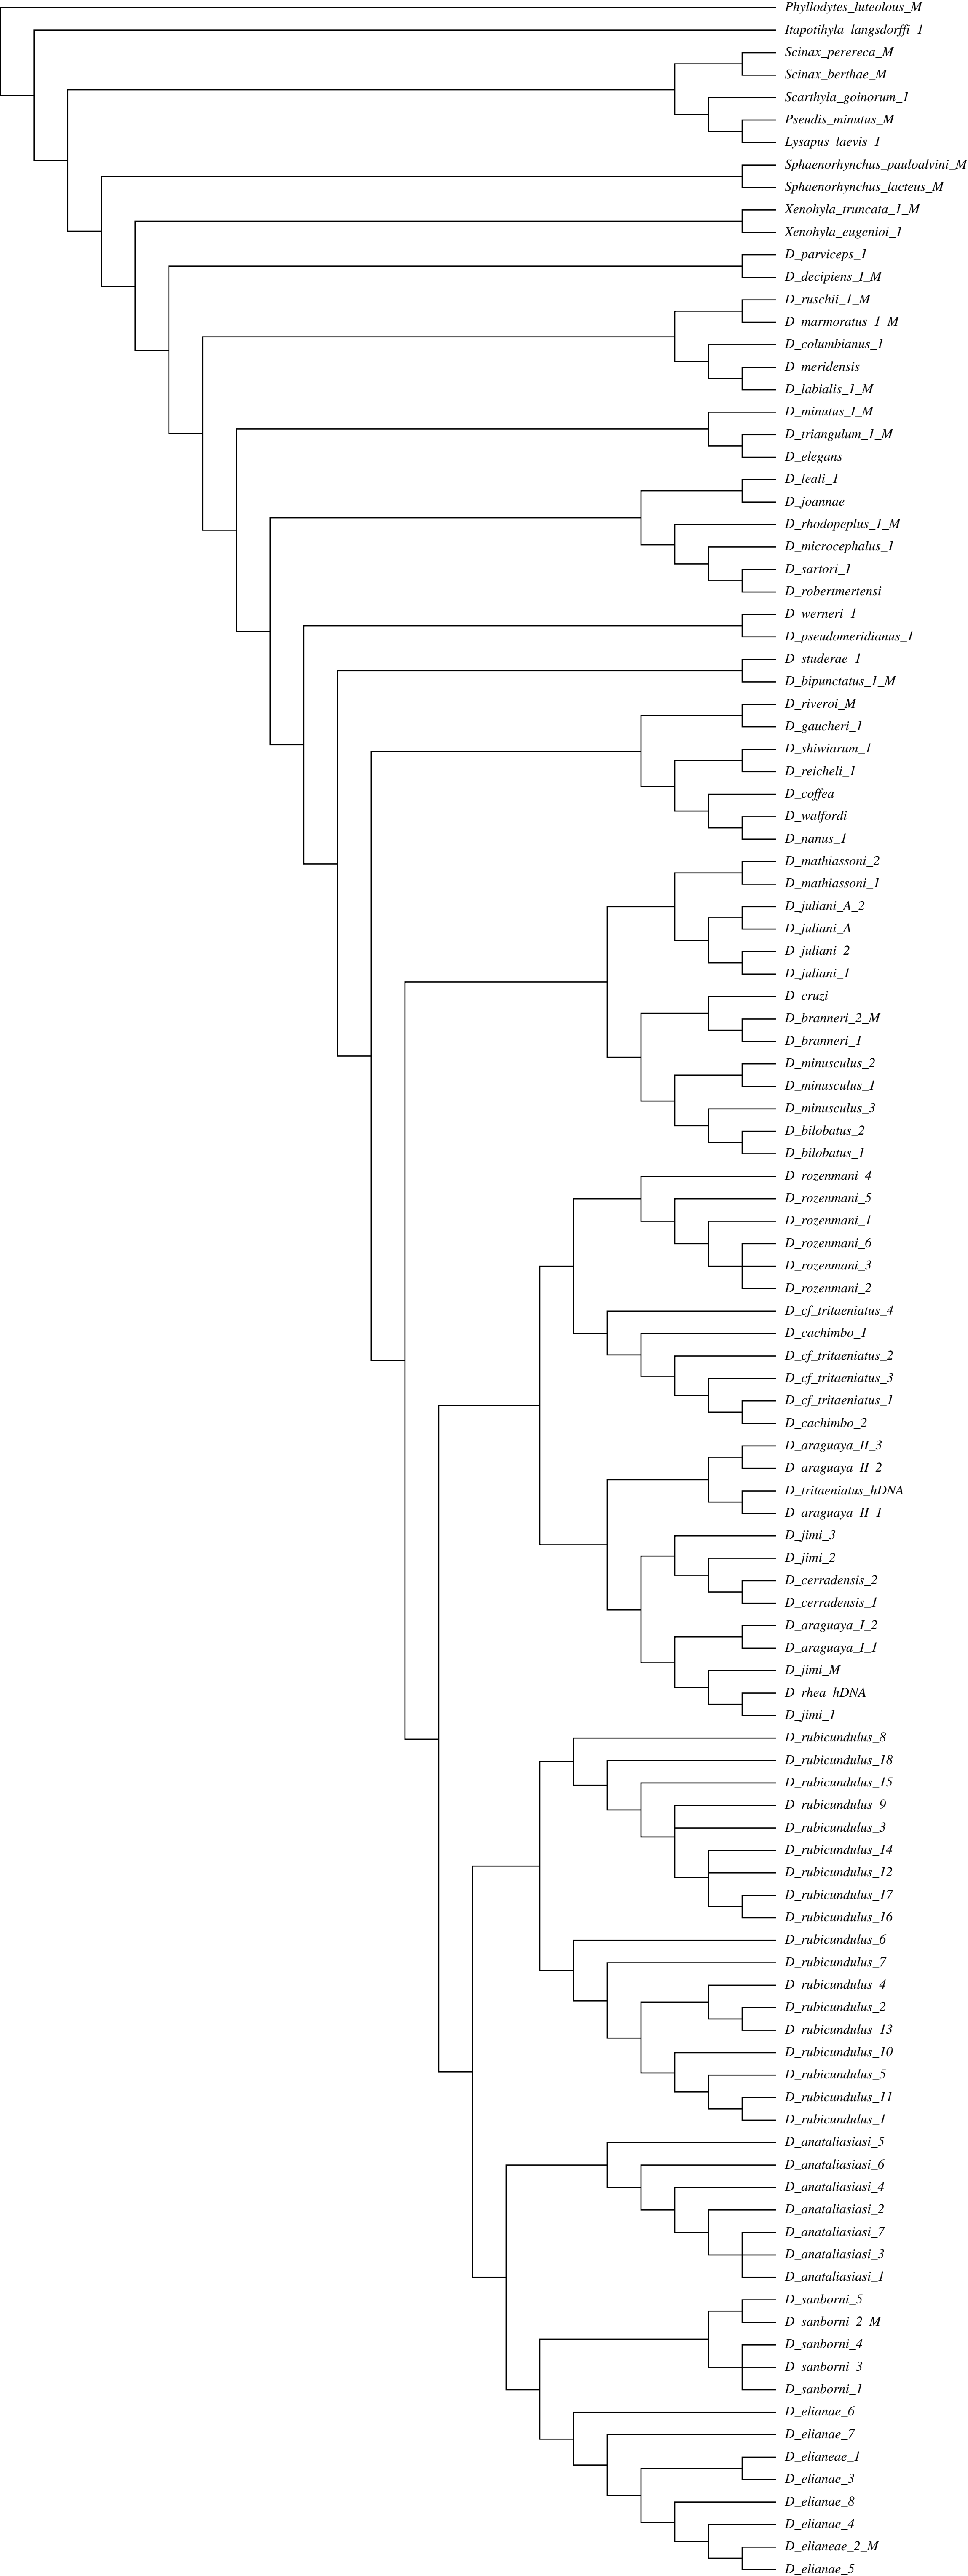 Phyllodytes_luteolous_M
Itapotihyla_langsdorffi_1
Scinax_perereca_M
Scinax_berthae_M
Scarthyla_goinorum_1
Pseudis_minutus_M
Lysapus_laevis_1
Sphaenorhynchus_pauloalvini_M
Sphaenorhynchus_lacteus_M
Xenohyla_truncata_1_M
Xenohyla_eugenioi_1
D_parviceps_1
D_decipiens_I_M
D_ruschii_1_M
D_marmoratus_1_M
D_columbianus_1
D_meridensis
D_labialis_1_M
D_minutus_I_M
D_triangulum_1_M
D_elegans
D_leali_1
D_joannae
D_rhodopeplus_1_M
D_microcephalus_1
D_sartori_1
D_robertmertensi
D_werneri_1
D_pseudomeridianus_1
D_studerae_1
D_bipunctatus_1_M
D_riveroi_M
D_gaucheri_1
D_shiwiarum_1
D_reicheli_1
D_coffea
D_walfordi
D_nanus_1
D_mathiassoni_2
D_mathiassoni_1
D_juliani_A_2
D_juliani_A
D_juliani_2
D_juliani_1
D_cruzi
D_branneri_2_M
D_branneri_1
D_minusculus_2
D_minusculus_1
D_minusculus_3
D_bilobatus_2
D_bilobatus_1
D_rozenmani_4
D_rozenmani_5
D_rozenmani_1
D_rozenmani_6
D_rozenmani_3
D_rozenmani_2
D_cf_tritaeniatus_4
D_cachimbo_1
D_cf_tritaeniatus_2
D_cf_tritaeniatus_3
D_cf_tritaeniatus_1
D_cachimbo_2
D_araguaya_II_3
D_araguaya_II_2
D_tritaeniatus_hDNA
D_araguaya_II_1
D_jimi_3
D_jimi_2
D_cerradensis_2
D_cerradensis_1
D_araguaya_I_2
D_araguaya_I_1
D_jimi_M
D_rhea_hDNA
D_jimi_1
D_rubicundulus_8
D_rubicundulus_18
D_rubicundulus_15
D_rubicundulus_9
D_rubicundulus_3
D_rubicundulus_14
D_rubicundulus_12
D_rubicundulus_17
D_rubicundulus_16
D_rubicundulus_6
D_rubicundulus_7
D_rubicundulus_4
D_rubicundulus_2
D_rubicundulus_13
D_rubicundulus_10
D_rubicundulus_5
D_rubicundulus_11
D_rubicundulus_1
D_anataliasiasi_5
D_anataliasiasi_6
D_anataliasiasi_4
D_anataliasiasi_2
D_anataliasiasi_7
D_anataliasiasi_3
D_anataliasiasi_1
D_sanborni_5
D_sanborni_2_M
D_sanborni_4
D_sanborni_3
D_sanborni_1
D_elianae_6
D_elianae_7
D_elianeae_1
D_elianae_3
D_elianae_8
D_elianae_4
D_elianeae_2_M
D_elianae_5